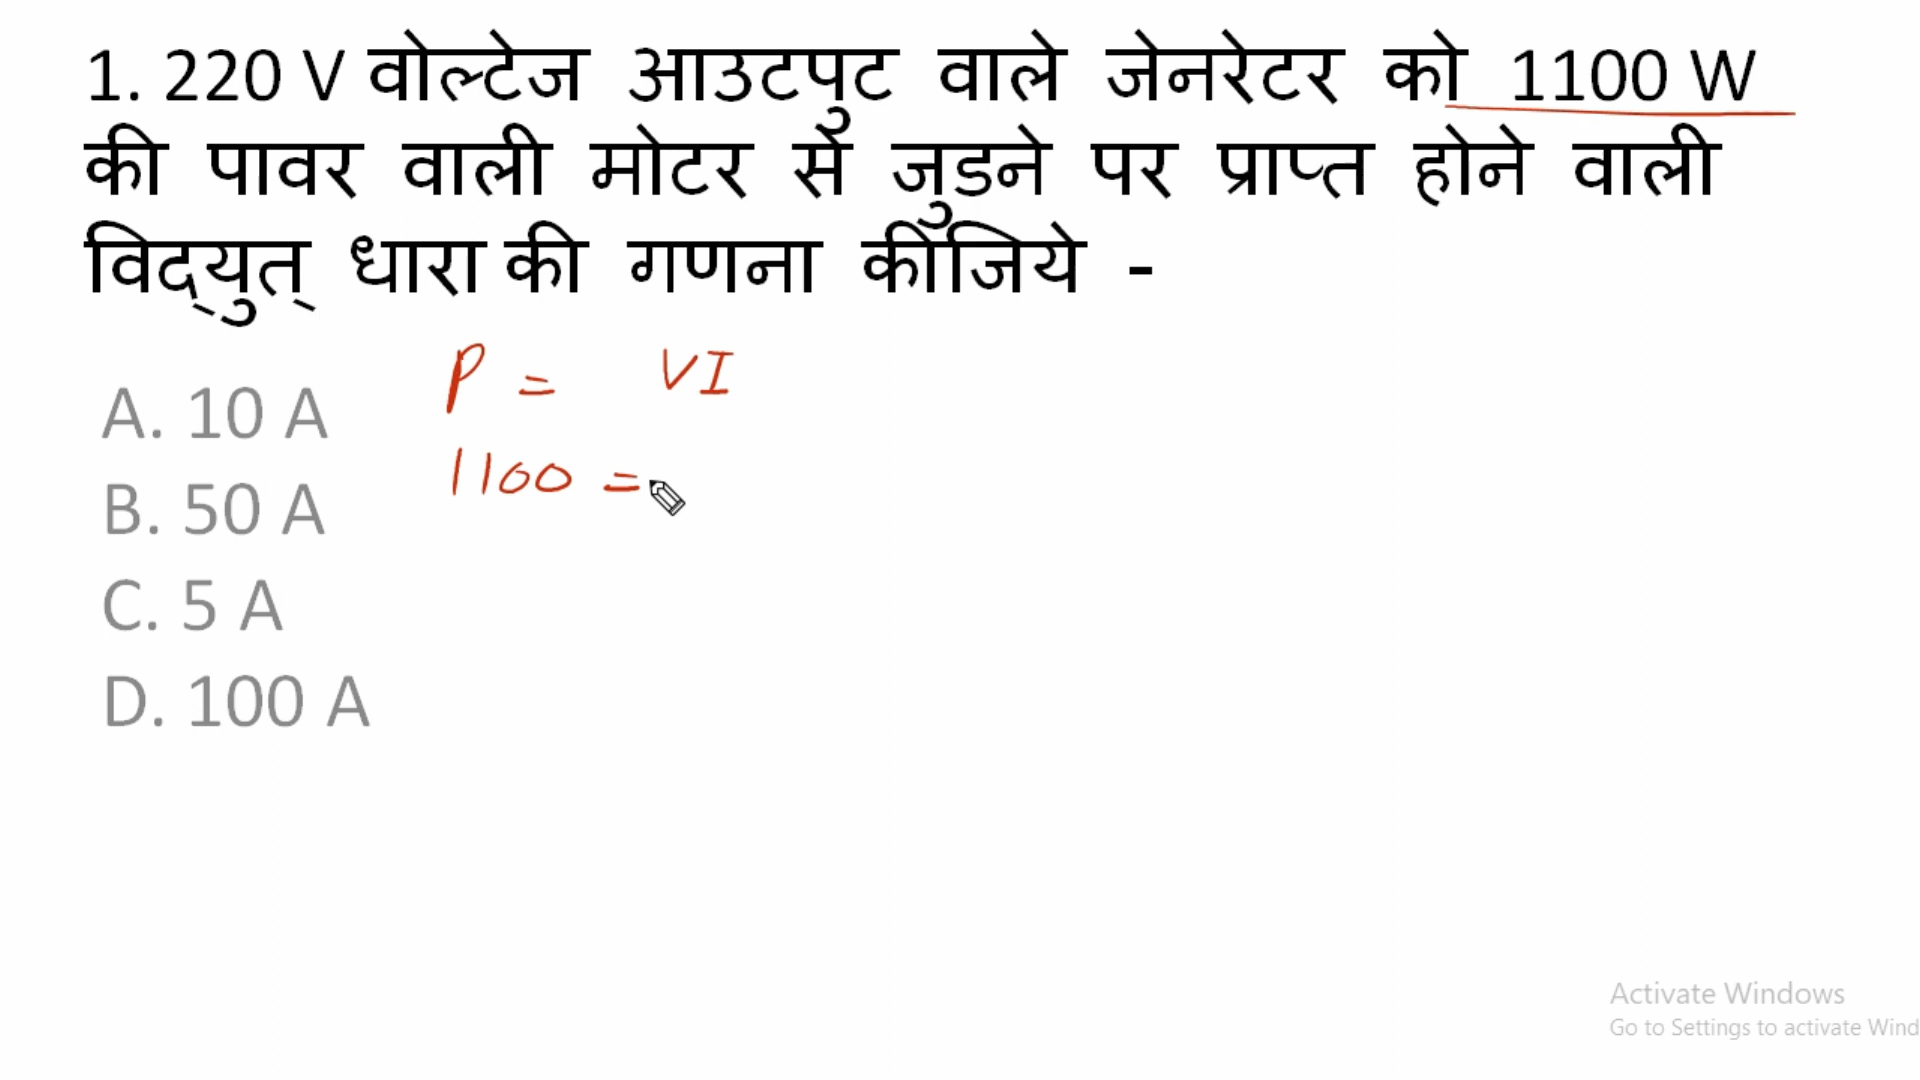 1. 220 V वोल्टेज आउटपुट वाले जेनरेटर को 1100 W
की पावर वाली मोटर से जुडने पर प्राप्त होने वाली
विद्युत् धारा की गणना कीजिये -
P = VI
A. 10 A
1100 =
B. 50 A
C. 5 A
D. 100 A
Activate Windows
Go to Settings to activate Wind